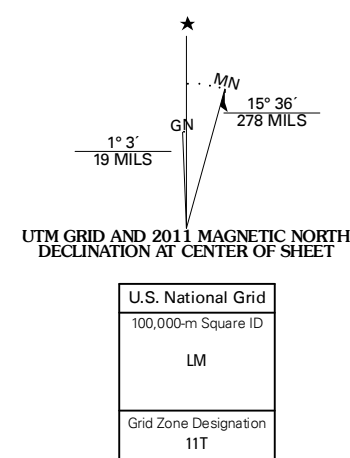 ★
MN
15° 36´
278 MILS
GN
1° 3´
19 MILS
UTM GRID AND 2011 MAGNETIC NORTH
DECLINATION AT CENTER OF SHEET
U.S. National Grid
100,000-m Square ID
LM
Grid Zone Designation
11T